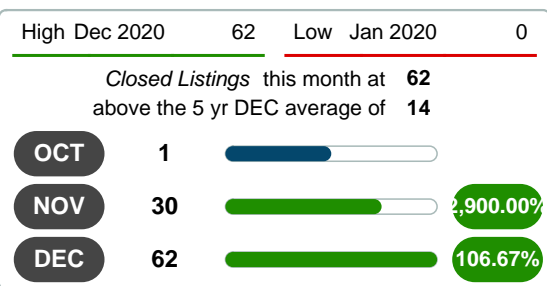 High Dec 2020 62 Low Jan 2020 0
Closed Listings this month at 62
above the 5 yr DEC average of 14
OCT 1
NOV 30 2,900.00%
DEC 62 106.67%